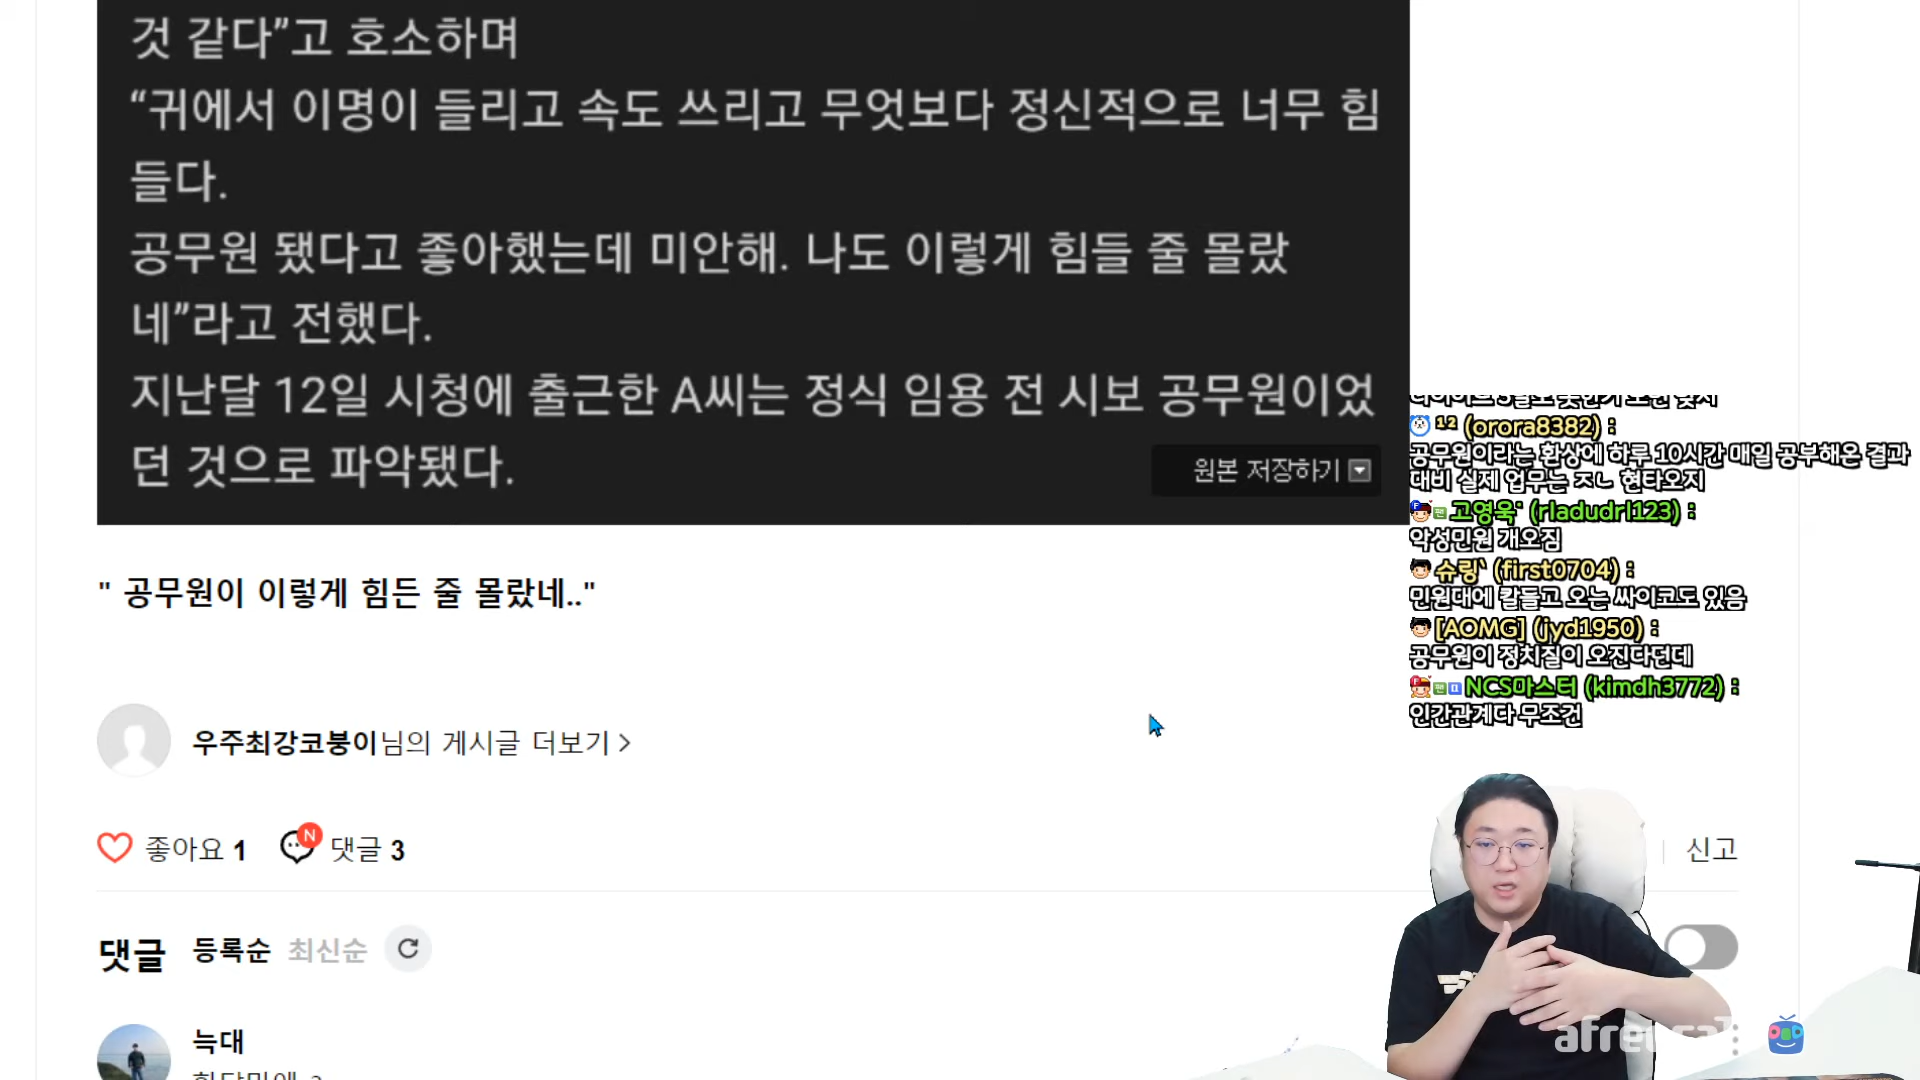 것 같다”고 호소하며
“귀에서 이명이 들리고 속도 쓰리고 무엇보다 정신적으로 너무 힘
들다.
공무원 됐다고 좋아했는데 미안해. 나도 이렇게 힘들 줄 몰랐
네”라고 전했다.
지난달 12일 시청에 출근한 A씨는 정식 임용 전 시보 공무원이었
던 것으로 파악됐다.
원본 저장하기
" 공무원이 이렇게 힘든 줄 몰랐네.."
우주최강코붕이님의 게시글 더보기 >
좋아요 1 N 댓글 3
신고
댓글 등록순 최신순
늑대
¹² (orora8382) :
공무원이라는 환상에 하루 10시간 매일 공부해온 결과
대비 실제 업무는 ㅈㄴ 현타오지
F 팬 고영욱¨ (rladudrl123) :
악성민원 개오짐
슈링` (first0704) :
민원대에 칼들고 오는 싸이코도 있음
[AOMG] (jyd1950) :
공무원이 정치질이 오진다던데
F 팬 NCS마스터 (kimdh3772) :
인간관계다 무조건